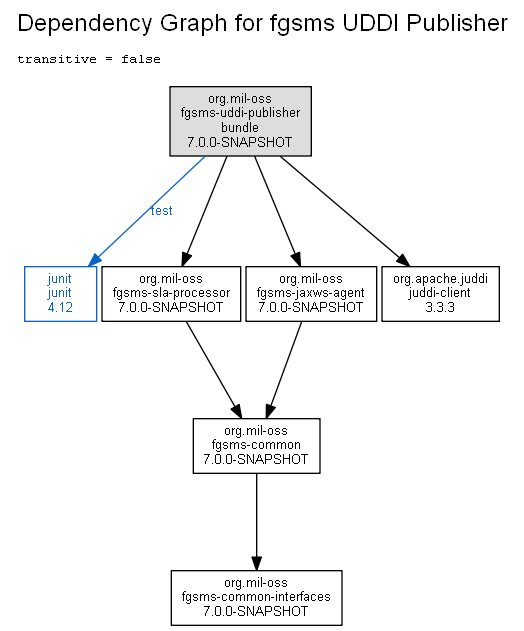 Dependency Graph for fgsms UDDI Publisher
transitive = false
org.mil-oss
fgsms-uddi-publisher
bundle
7.0.0-SNAPSHOT
test
junit
junit
4.12
org.mil-oss
fgsms-sla-processor
7.0.0-SNAPSHOT
org.mil-oss
fgsms-jaxws-agent
7.0.0-SNAPSHOT
org.apache.juddi
juddi-client
3.3.3
org.mil-oss
fgsms-common
7.0.0-SNAPSHOT
org.mil-oss
fgsms-common-interfaces
7.0.0-SNAPSHOT